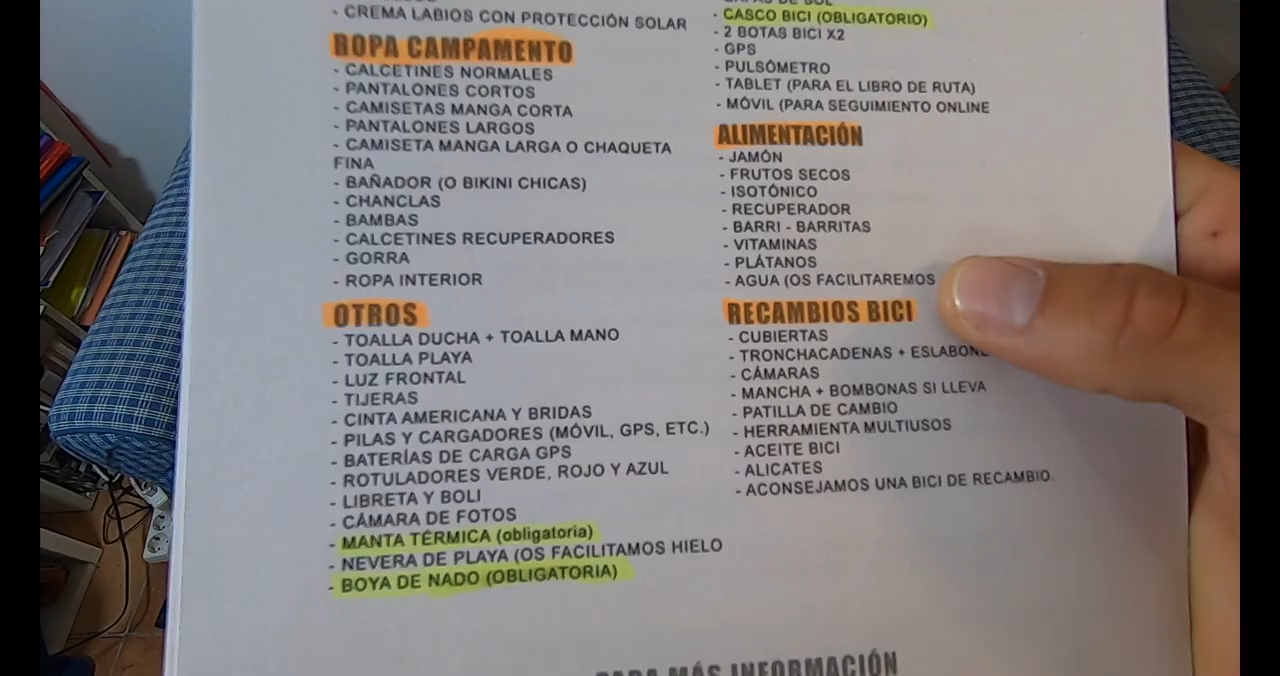 - CREMA LABIOS CON PROTECCIÓN SOLAR
ROPA CAMPAMENTO
- CALCETINES NORMALES
- PANTALONES CORTOS
- CAMISETAS MANGA CORTA
- PANTALONES LARGOS
- CAMISETA MANGA LARGA O CHAQUETA
FINA
- BAÑADOR (O BIKINI CHICAS)
- CHANCLAS
- BAMBAS
- CALCETINES RECUPERADORES
- GORRA
- ROPA INTERIOR
OTROS
- TOALLA DUCHA + TOALLA MANO
- TOALLA PLAYA
- LUZ FRONTAL
- TIJERAS
- CINTA AMERICANA Y BRIDAS
- PILAS Y CARGADORES (MÓVIL, GPS, ETC.)
- BATERÍAS DE CARGA GPS
- ROTULADORES VERDE, ROJO Y AZUL
- LIBRETA Y BOLI
- CÁMARA DE FOTOS
- MANTA TÉRMICA (obligatoria)
- NEVERA DE PLAYA (OS FACILITAMOS HIELO
- BOYA DE NADO (OBLIGATORIA)
- CASCO BICI (OBLIGATORIO)
- 2 BOTAS BICI X2
- GPS
- PULSÓMETRO
- TABLET (PARA EL LIBRO DE RUTA)
- MÓVIL (PARA SEGUIMIENTO ONLINE
ALIMENTACIÓN
- JAMÓN
- FRUTOS SECOS
- ISOTÓNICO
- RECUPERADOR
- BARRI - BARRITAS
- VITAMINAS
- PLÁTANOS
- AGUA (OS FACILITAREMOS
RECAMBIOS BICI
- CUBIERTAS
- TRONCHACADENAS +
- CÁMARAS
- MANCHA + BOMBONAS SI LLEVA
- PATILLA DE CAMBIO
- HERRAMIENTA MULTIUSOS
- ACEITE BICI
- ALICATES
- ACONSEJAMOS UNA BICI DE RECAMBIO.
PARA MÁS INFORMACIÓN